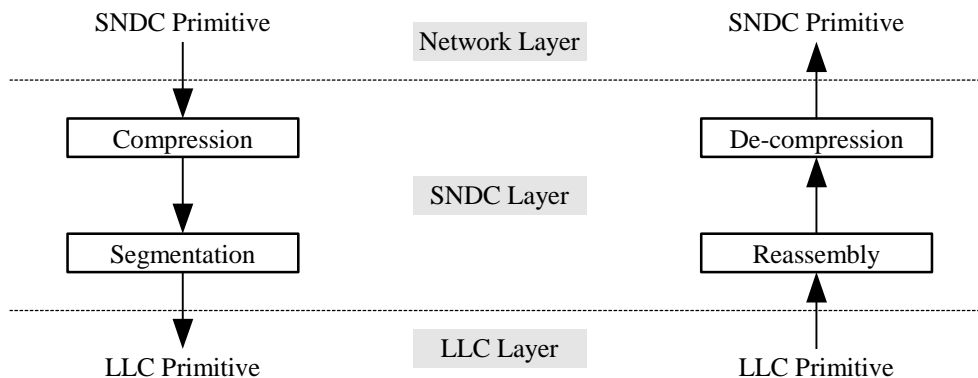 SNDC Primitive
Network Layer
SNDC Primitive
Compression
De-compression
SNDC Layer
Segmentation
Reassembly
LLC Layer
LLC Primitive
LLC Primitive